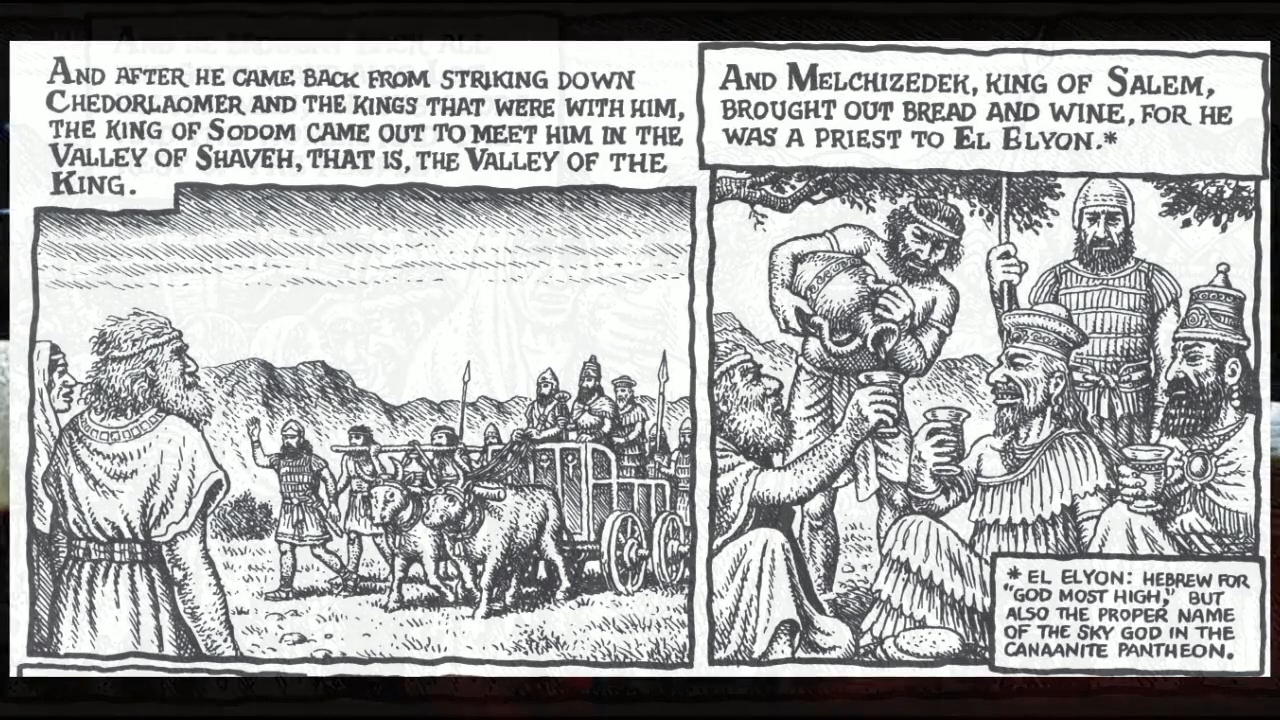 And after he came back from striking down
Chedorlaomer and the kings that were with him,
the king of Sodom came out to meet him in the
Valley of Shaveh, that is, the Valley of the
King.
And Melchizedek, king of Salem,
brought out bread and wine, for he
was a priest to El Elyon.*
* El Elyon: Hebrew for
"God Most High," but
also the proper name
of the sky god in the
Canaanite pantheon.